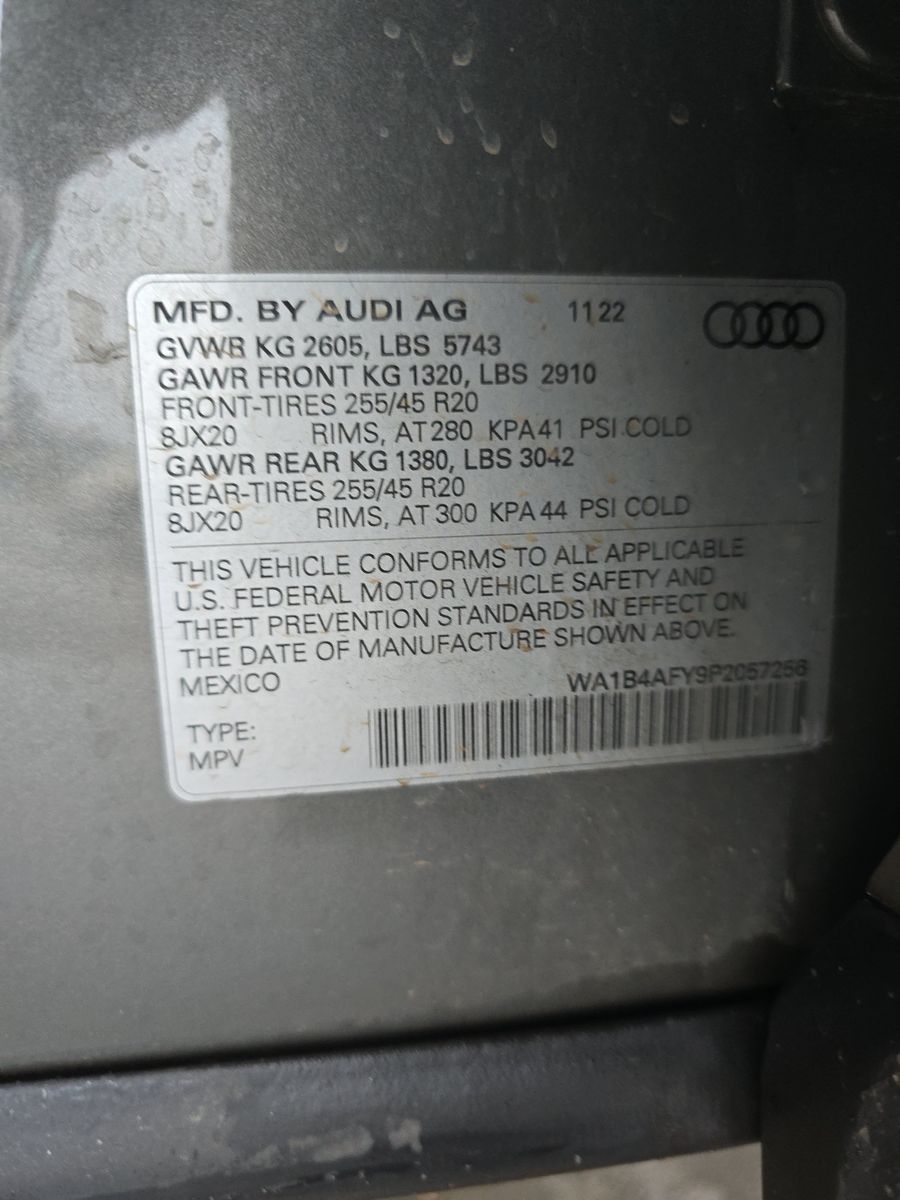 MFD. BY AUDI AG 1122
GVWR KG 2605, LBS 5743
GAWR FRONT KG 1320, LBS 2910
FRONT-TIRES 255/45 R20
8JX20 RIMS, AT 280 KPA 41 PSI COLD
GAWR REAR KG 1380, LBS 3042
REAR-TIRES 255/45 R20
8JX20 RIMS, AT 300 KPA 44 PSI COLD
THIS VEHICLE CONFORMS TO ALL APPLICABLE
U.S. FEDERAL MOTOR VEHICLE SAFETY AND
THEFT PREVENTION STANDARDS IN EFFECT ON
THE DATE OF MANUFACTURE SHOWN ABOVE.
MEXICO WA1B4AFY9P2057256
TYPE:
MPV